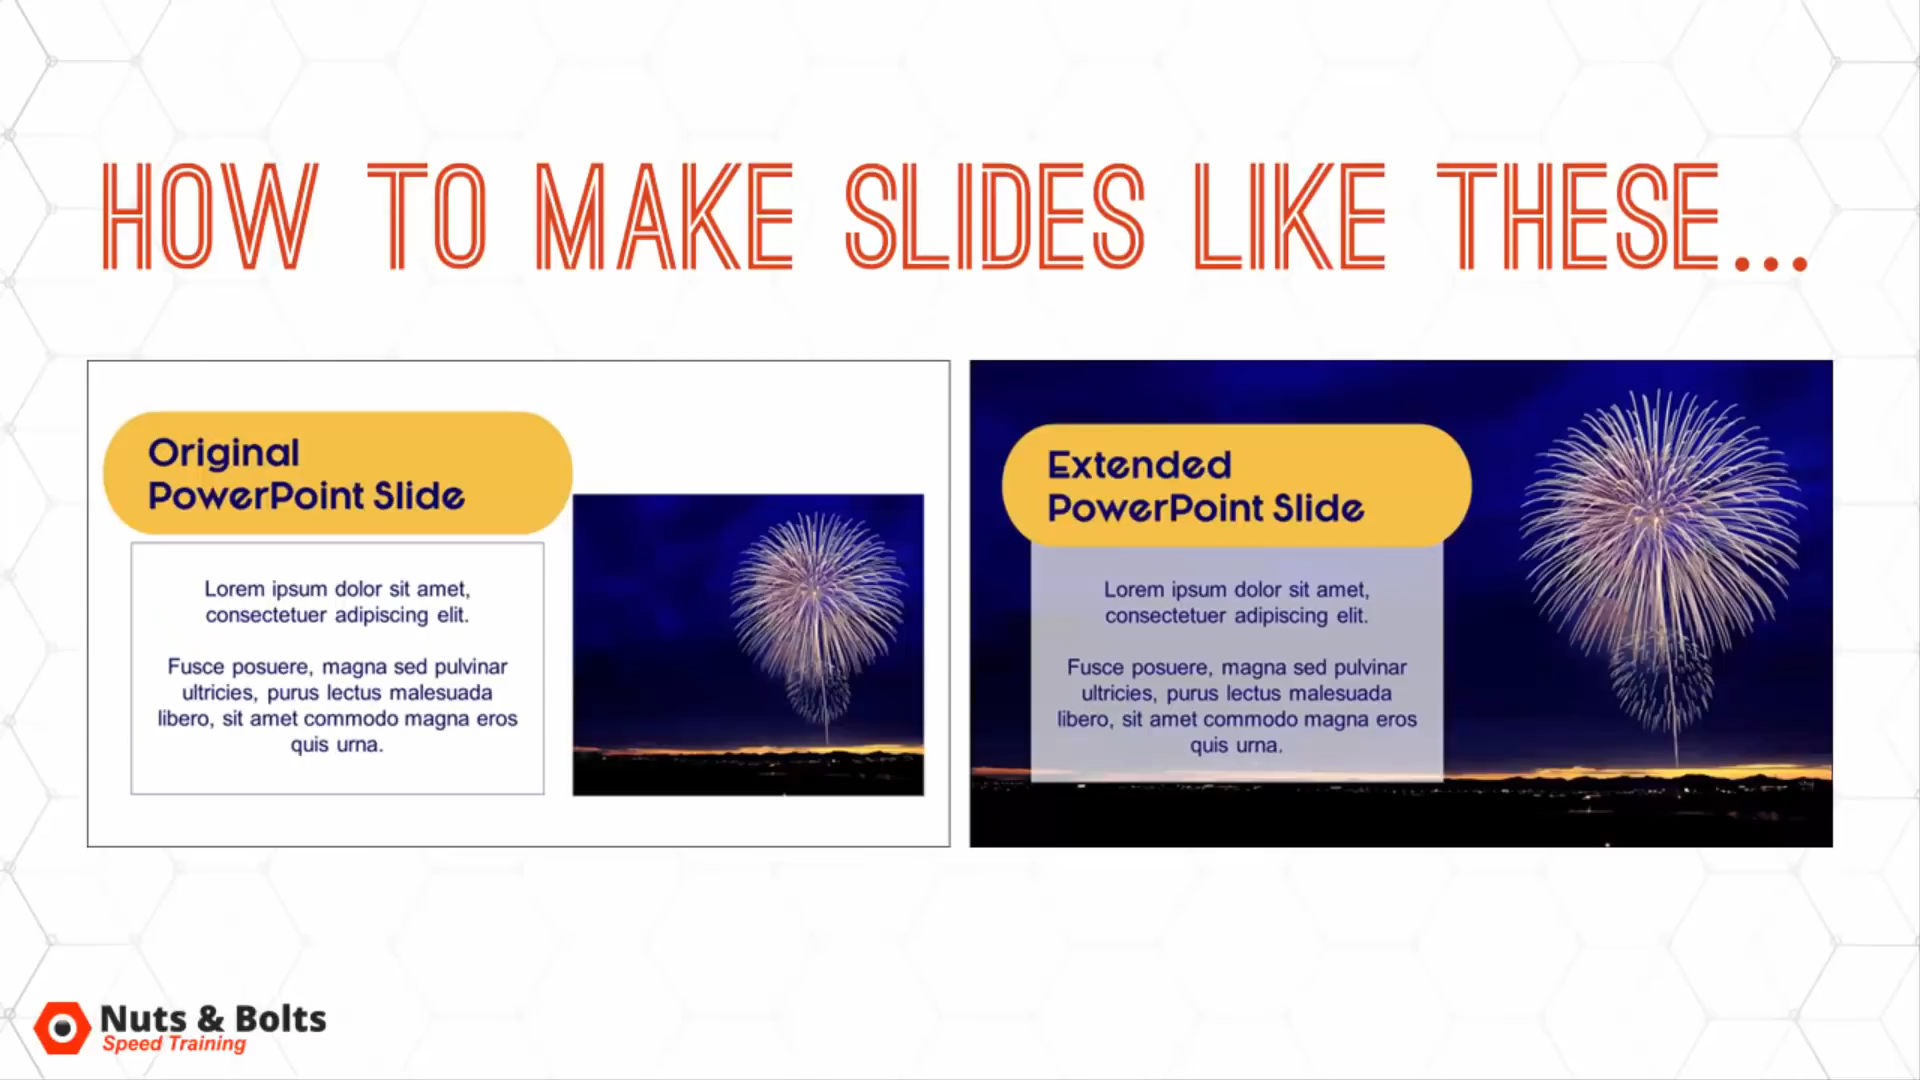 HOW TO MAKE SLIDES LIKE THESE...
Original
PowerPoint Slide
Lorem ipsum dolor sit amet,
consectetuer adipiscing elit.
Fusce posuere, magna sed pulvinar
ultricies, purus lectus malesuada
libero, sit amet commodo magna eros
quis urna.
Extended
PowerPoint Slide
Lorem ipsum dolor sit amet,
consectetuer adipiscing elit.
Fusce posuere, magna sed pulvinar
ultricies, purus lectus malesuada
libero, sit amet commodo magna eros
quis urna.
Nuts & Bolts
Speed Training